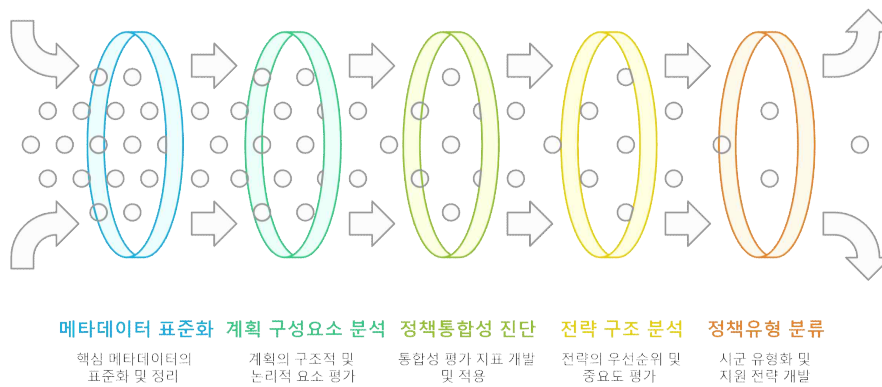 메타데이터 표준화 계획 구성요소 분석 정책통합성 진단 전략 구조 분석 정책유형 분류
핵심 메타데이터의
표준화 및 정리
계획의 구조적 및
논리적 요소 평가
통합성 평가 지표 개발
및 적용
전략의 우선순위 및
중요도 평가
시군 유형화 및
지원 전략 개발